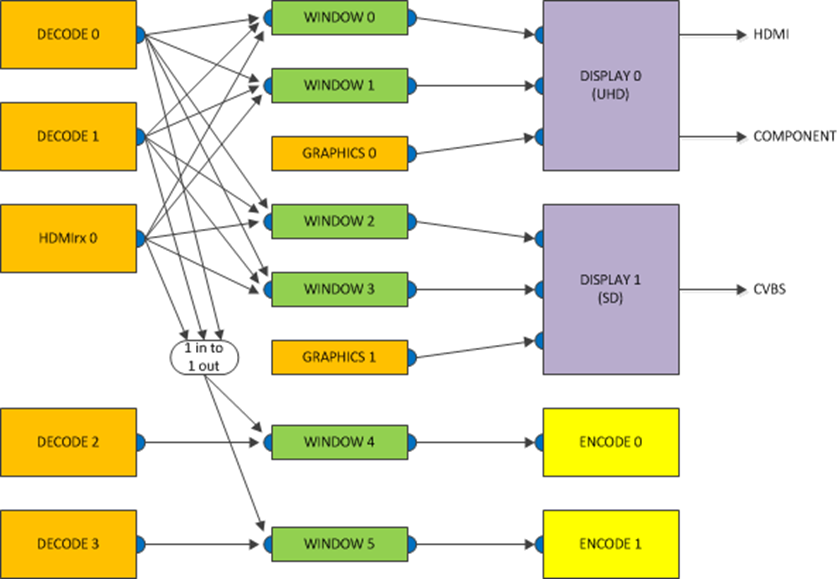 DECODE 0
WINDOW 0
HDMI
WINDOW 1
DISPLAY 0
(UHD)
DECODE 1
COMPONENT
GRAPHICS 0
HDMIrx 0
WINDOW 2
WINDOW 3
DISPLAY 1
(SD)
CVBS
1 in to
1 out
GRAPHICS 1
DECODE 2
WINDOW 4
ENCODE 0
DECODE 3
WINDOW 5
ENCODE 1